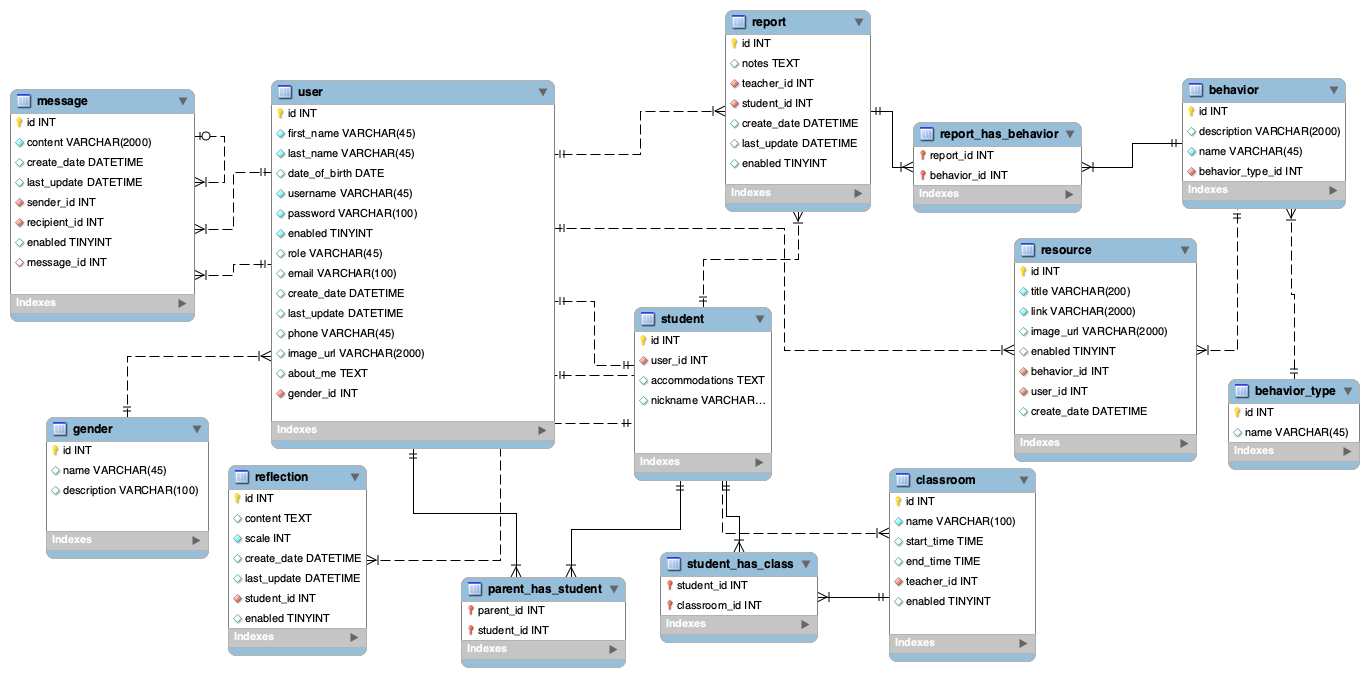 message
id INT
content VARCHAR(2000)
create_date DATETIME
last_update DATETIME
sender_id INT
recipient_id INT
enabled TINYINT
message_id INT
Indexes
user
id INT
first_name VARCHAR(45)
last_name VARCHAR(45)
date_of_birth DATE
username VARCHAR(45)
password VARCHAR(100)
enabled TINYINT
role VARCHAR(45)
email VARCHAR(100)
create_date DATETIME
last_update DATETIME
phone VARCHAR(45)
image_url VARCHAR(2000)
about_me TEXT
gender_id INT
Indexes
report
id INT
notes TEXT
teacher_id INT
student_id INT
create_date DATETIME
last_update DATETIME
enabled TINYINT
Indexes
report_has_behavior
report_id INT
behavior_id INT
Indexes
behavior
id INT
description VARCHAR(2000)
name VARCHAR(45)
behavior_type_id INT
Indexes
resource
id INT
title VARCHAR(200)
link VARCHAR(2000)
image_url VARCHAR(2000)
enabled TINYINT
behavior_id INT
user_id INT
create_date DATETIME
Indexes
student
id INT
user_id INT
accommodations TEXT
nickname VARCHAR...
Indexes
behavior_type
id INT
name VARCHAR(45)
Indexes
gender
id INT
name VARCHAR(45)
description VARCHAR(100)
Indexes
reflection
id INT
content TEXT
scale INT
create_date DATETIME
last_update DATETIME
student_id INT
enabled TINYINT
Indexes
parent_has_student
parent_id INT
student_id INT
Indexes
student_has_class
student_id INT
classroom_id INT
Indexes
classroom
id INT
name VARCHAR(100)
start_time TIME
end_time TIME
teacher_id INT
enabled TINYINT
Indexes